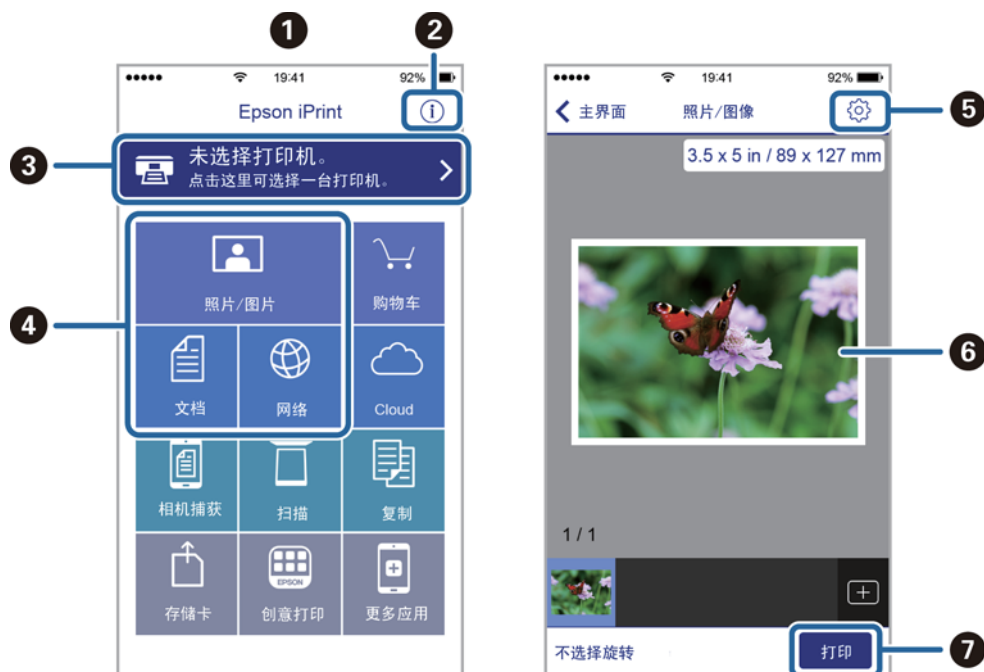 1
2
19:41
92%
Epson iPrint
i
3
未选择打印机。
点击这里可选择一台打印机。
4
照片/图片
购物车
文档
网络
Cloud
相机捕获
扫描
复制
存储卡
EPSON
创意打印
更多应用
19:41
92%
主界面
照片/图像
5
3.5 x 5 in / 89 x 127 mm
6
1 / 1
不选择旋转
打印
7